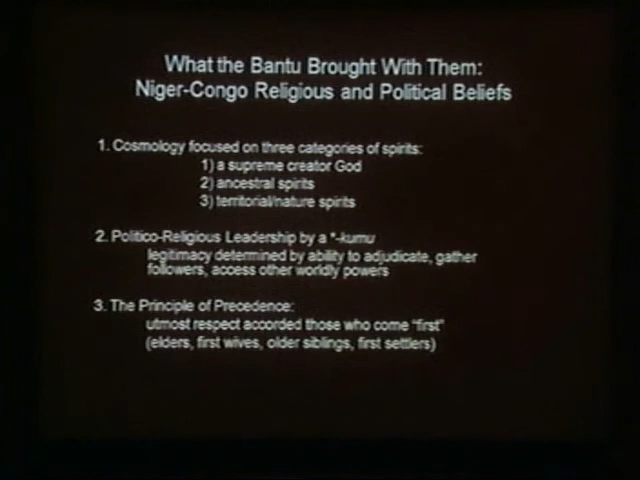 What the Bantu Brought With Them:
Niger-Congo Religious and Political Beliefs
1. Cosmology focused on three categories of spirits:
1) a supreme creator God
2) ancestral spirits
3) territorial/nature spirits
2. Politico-Religious Leadership by a *-kumu
legitimacy determined by ability to adjudicate, gather
followers, access other worldly powers
3. The Principle of Precedence:
utmost respect accorded those who come "first"
(elders, first wives, older siblings, first settlers)